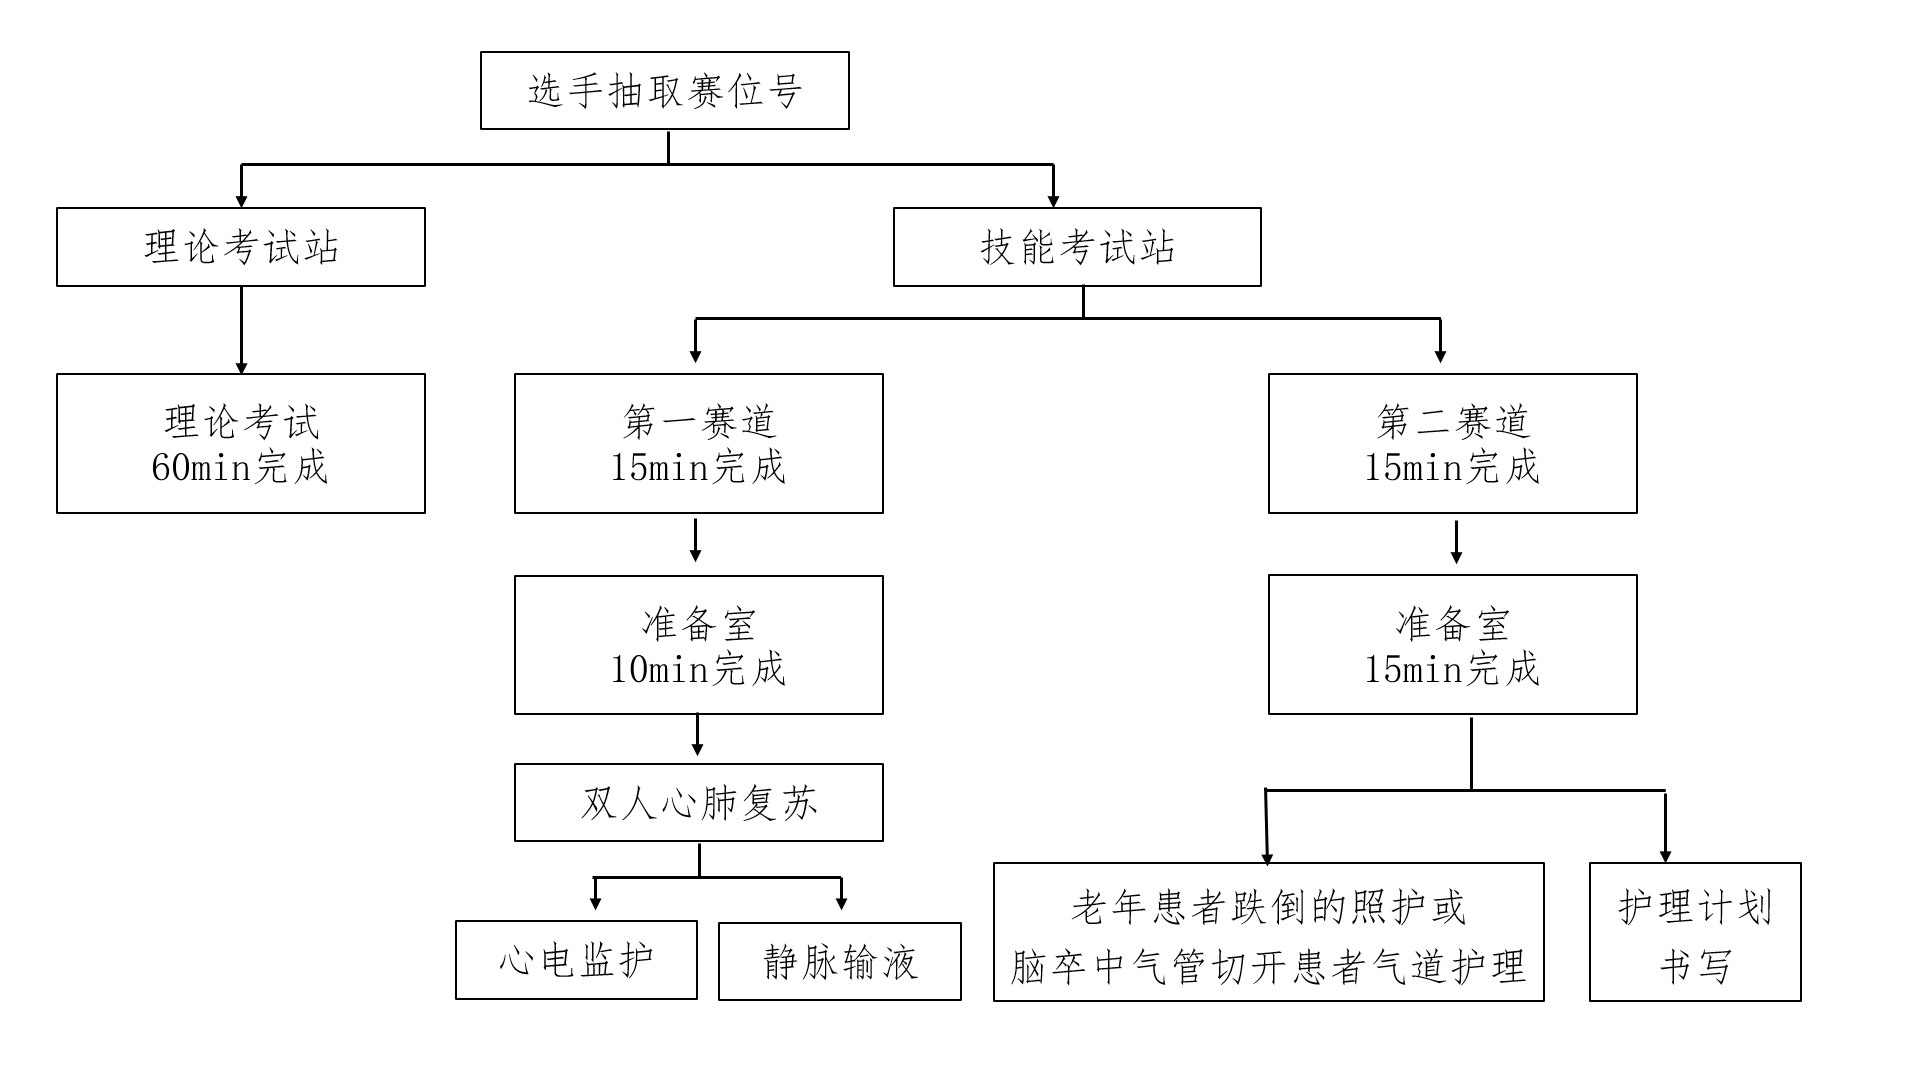 选手抽取赛位号
理论考试站
技能考试站
理论考试
60min完成
第一赛道
15min完成
第二赛道
15min完成
准备室
10min完成
准备室
15min完成
双人心肺复苏
心电监护
静脉输液
老年患者跌倒的照护或
脑卒中气管切开患者气道护理
护理计划
书写